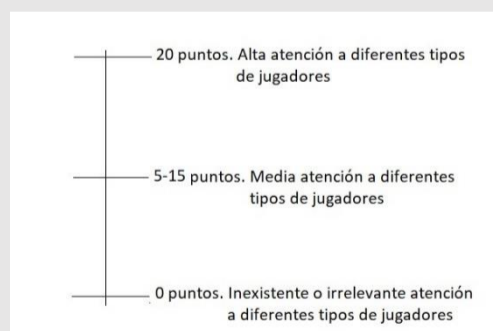 20 puntos. Alta atención a diferentes tipos
de jugadores
5-15 puntos. Media atención a diferentes
tipos de jugadores
0 puntos. Inexistente o irrelevante atención
a diferentes tipos de jugadores